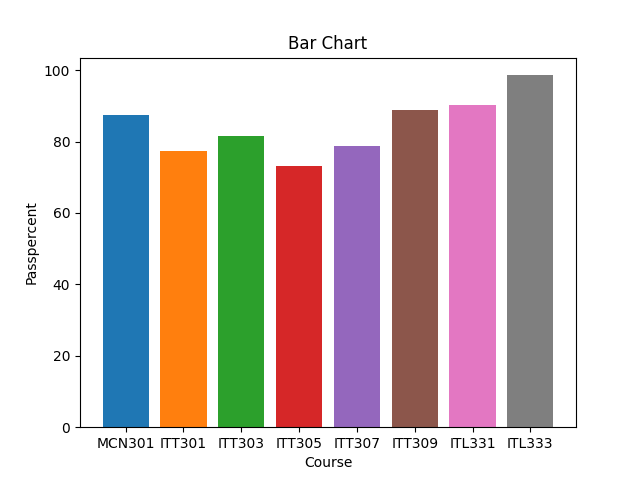 Bar Chart
Passpercent
100
80
60
40
20
0
MCN301 ITT301 ITT303 ITT305 ITT307 ITT309 ITL331 ITL333
Course